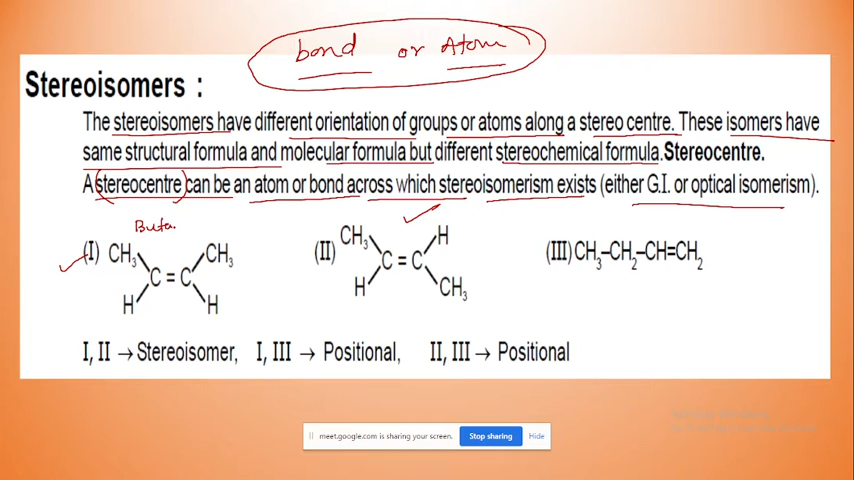 bond or Atom
Stereoisomers :
The stereoisomers have different orientation of groups or atoms along a stereo centre. These isomers have
same structural formula and molecular formula but different stereochemical formula.Stereocentre.
A stereocentre can be an atom or bond across which stereoisomerism exists (either G.I. or optical isomerism).
Buta
(I) CH₃ CH₃ C = C H H
(II) CH₃ H C = C H CH₃
(III) CH₃–CH₂–CH=CH₂
I, II → Stereoisomer, I, III → Positional, II, III → Positional
meet.google.com is sharing your screen. Stop sharing Hide